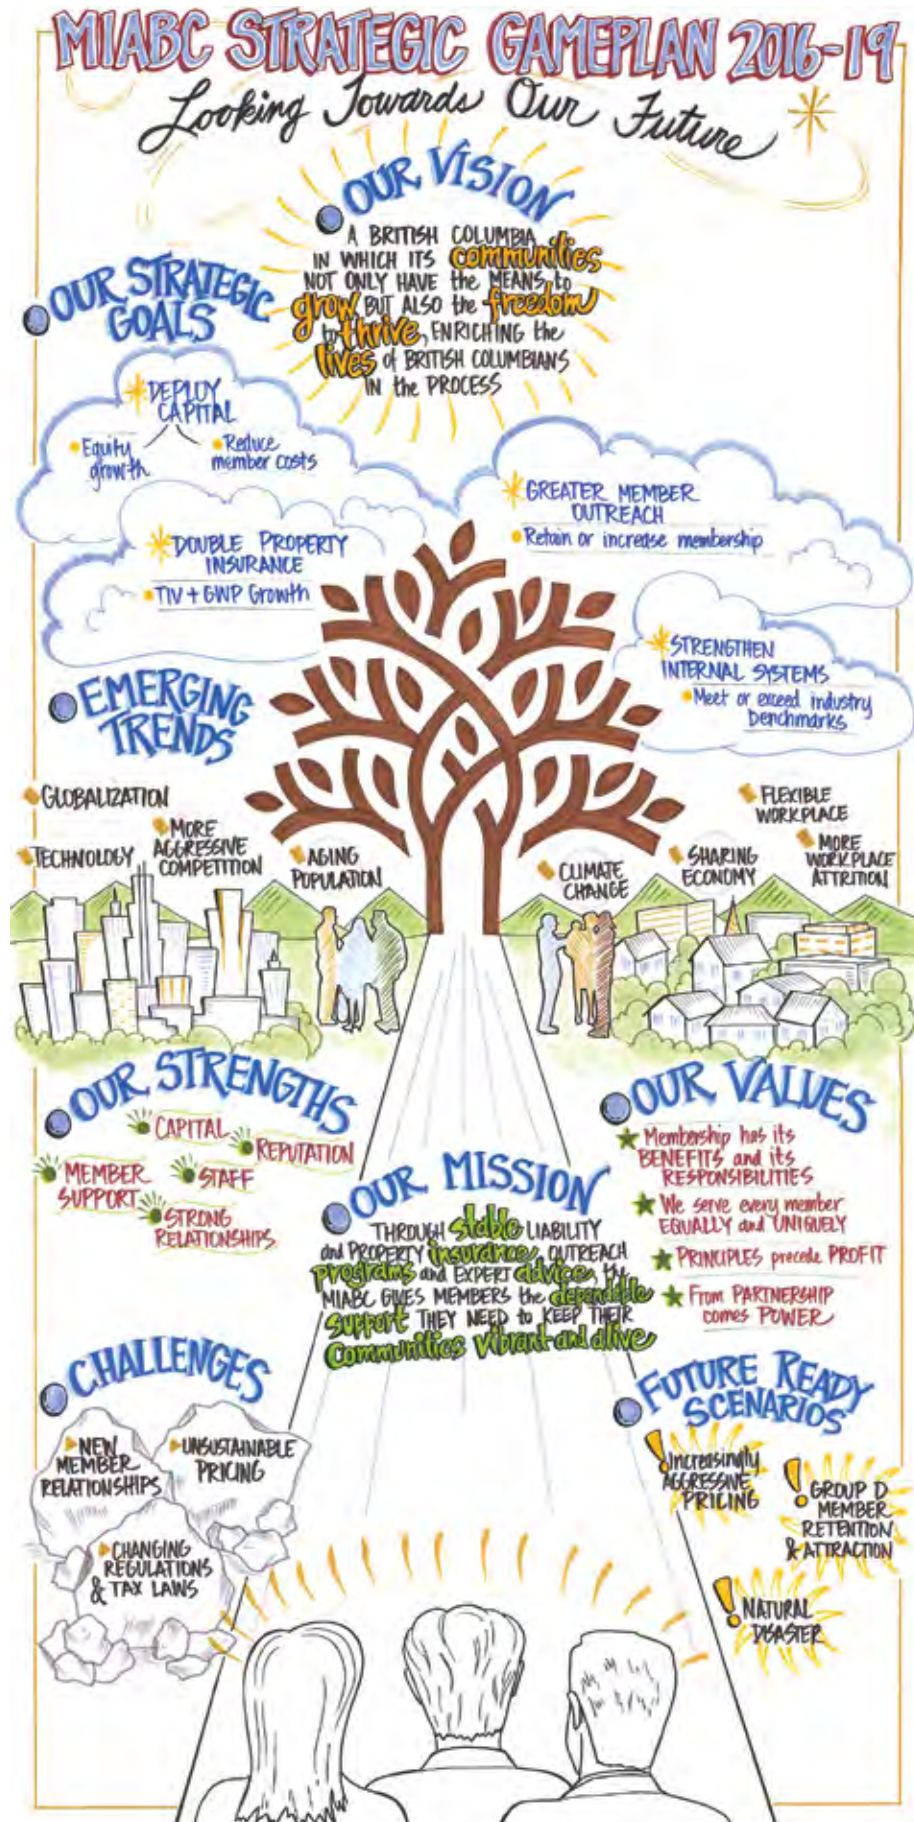 MIABC STRATEGIC GAMEPLAN 2016-19
Looking Towards Our Future
OUR VISION
A BRITISH COLUMBIA
IN WHICH ITS communities
NOT ONLY HAVE the MEANS to
grow BUT ALSO the freedom
to thrive, ENRICHING the
lives of BRITISH COLUMBIANS
IN the PROCESS
OUR STRATEGIC
GOALS
DEPLOY
CAPITAL
Equity
growth
Reduce
member costs
GREATER MEMBER
OUTREACH
Retain or increase membership
DOUBLE PROPERTY
INSURANCE
TIV + GWP Growth
STRENGTHEN
INTERNAL SYSTEMS
Meet or exceed industry
benchmarks
EMERGING
TRENDS
GLOBALIZATION
TECHNOLOGY
MORE
AGGRESSIVE
COMPETITION
AGING
POPULATION
CLIMATE
CHANGE
SHARING
ECONOMY
FLEXIBLE
WORKPLACE
MORE
WORKPLACE
ATTRITION
OUR STRENGTHS
CAPITAL
REPUTATION
MEMBER
SUPPORT
STAFF
STRONG
RELATIONSHIPS
OUR VALUES
Membership has its
BENEFITS and its
RESPONSIBILITIES
We serve every member
EQUALLY and UNIQUELY
PRINCIPLES precede PROFIT
From PARTNERSHIP
comes POWER
OUR MISSION
THROUGH stable LIABILITY
and PROPERTY insurance, OUTREACH
programs and EXPERT advice, the
MIABC GIVES MEMBERS the dependable
support THEY NEED to KEEP THEIR
Communities vibrant and alive
CHALLENGES
NEW
MEMBER
RELATIONSHIPS
UNSUSTAINABLE
PRICING
CHANGING
REGULATIONS
& TAX LAWS
FUTURE READY
SCENARIOS
Increasingly
AGGRESSIVE
PRICING
GROUP D
MEMBER
RETENTION
& ATTRACTION
NATURAL
DISASTER